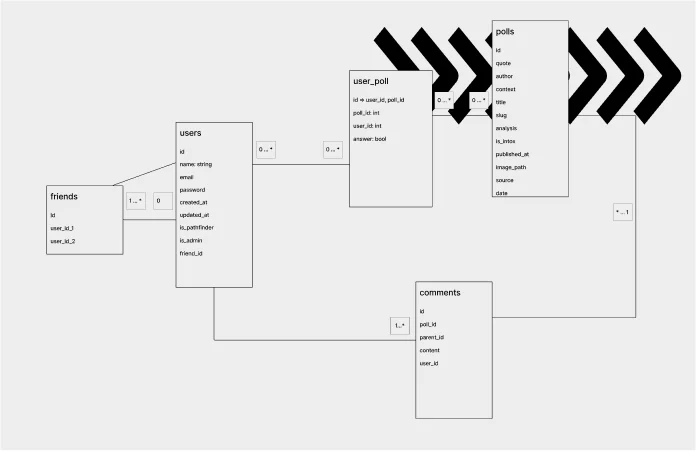 polls
id
quote
author
context
title
slug
analysis
is_intox
published_at
image_path
source
date
user_poll
id => user_id, poll_id
poll_id: int
user_id: int
answer: bool
0 ... *
0 ... *
users
id
name: string
email
password
created_at
updated_at
is_pathfinder
is_admin
friend_id
0 ... *
0 ... *
friends
id
user_id_1
user_id_2
1 ... *
0
* ... 1
comments
id
poll_id
parent_id
content
user_id
1...*